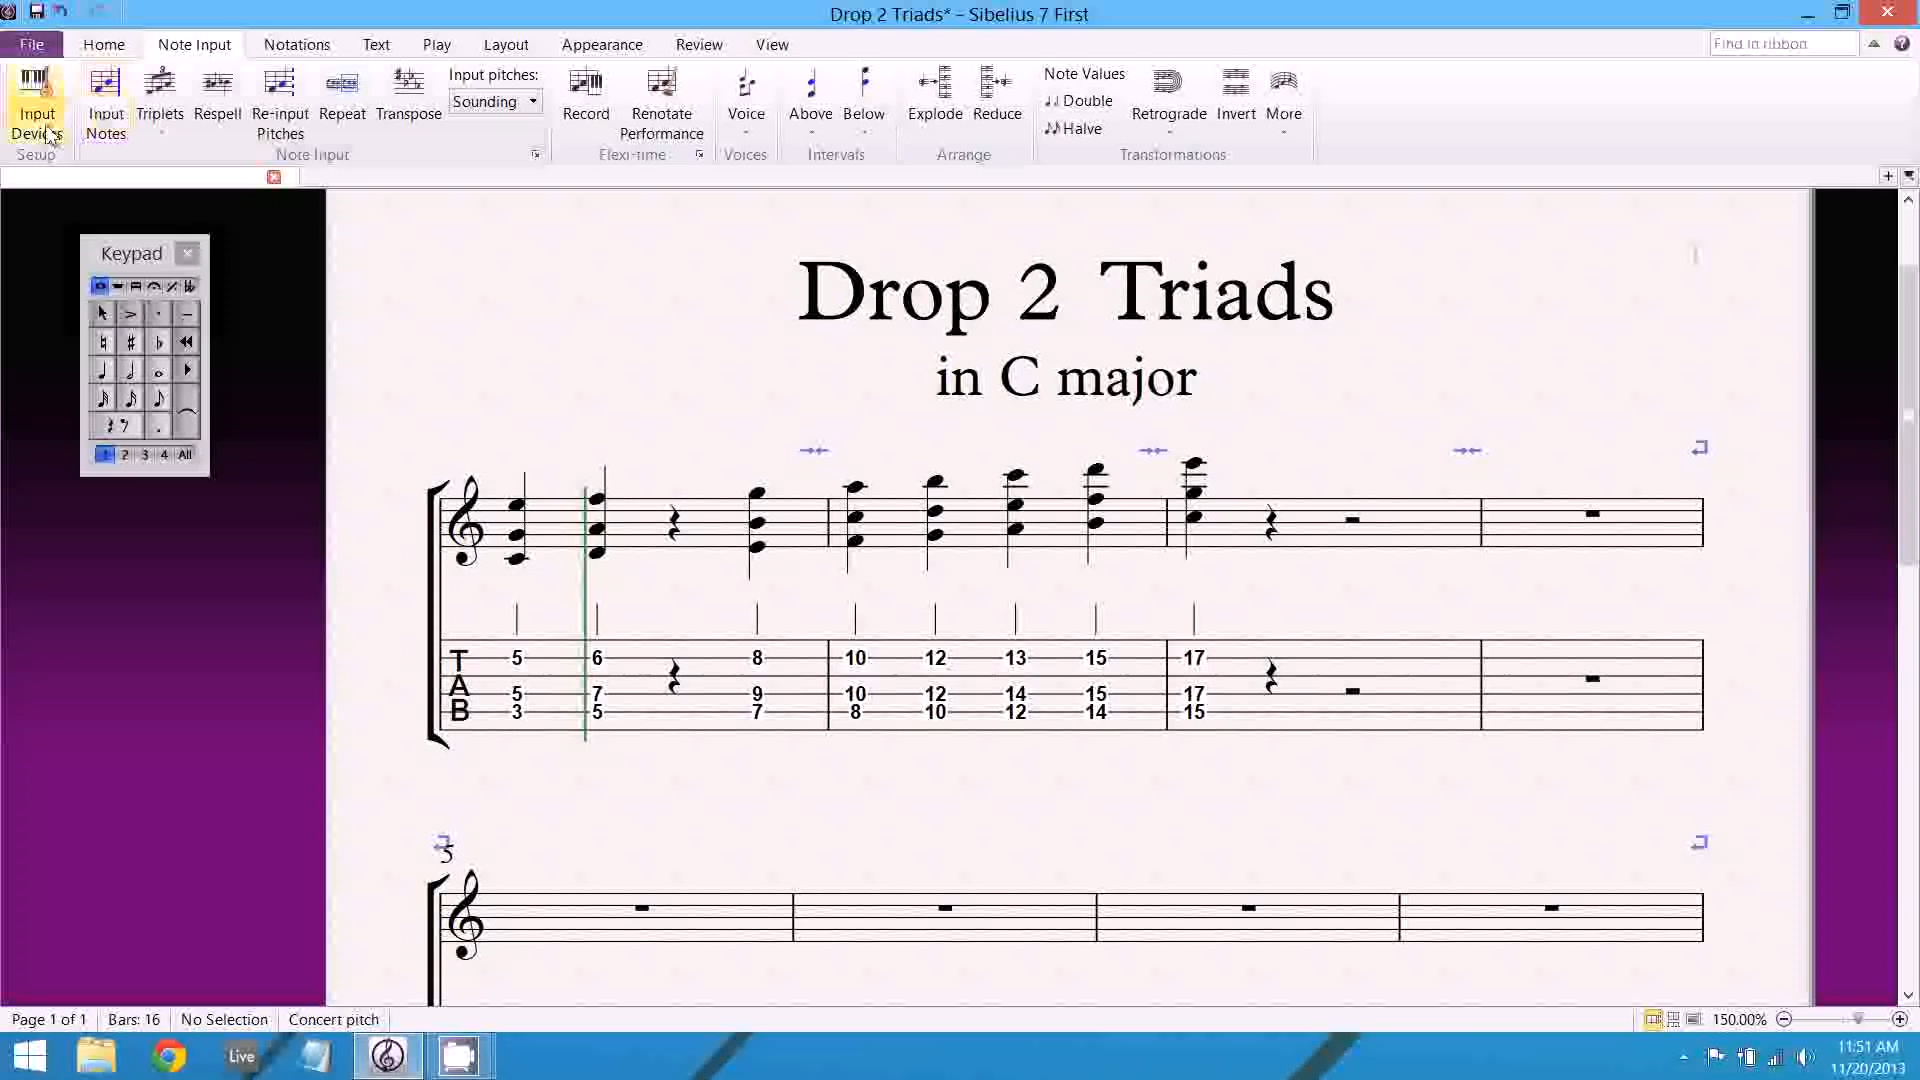 Drop 2 Triads* - Sibelius 7 First
File Home Note Input Notations Text Play Layout Appearance Review View Find in ribbon
Input Devices
Input Notes
Triplets
Respell
Re-input Pitches
Repeat
Transpose
Input pitches:
Sounding
Record
Renotate Performance
Voice
Above
Below
Explode
Reduce
Note Values
Double
Halve
Retrograde
Invert
More
Setup Note Input Flexi-time Voices Intervals Arrange Transformations
Keypad
1 2 3 4 All
Drop 2 Triads
in C major
T 5 6 8 10 12 13 15 17
A 5 7 9 10 12 14 15 17
B 3 5 7 8 10 12 14 15
5
Page 1 of 1 Bars: 16 No Selection Concert pitch 150.00%
Live
11:51 AM
11/20/2013